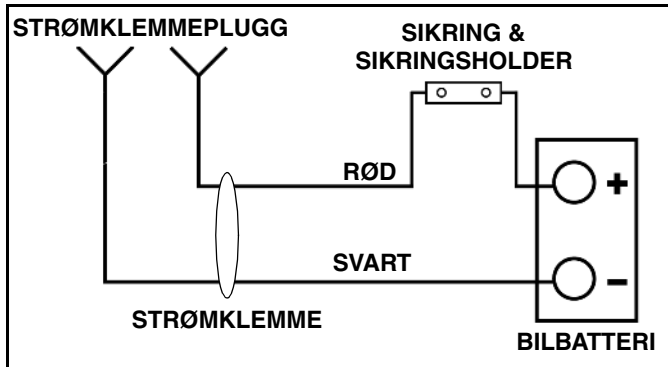 STRØMKLEMMEPLUGG
SIKRING &
SIKRINGSHOLDER
RØD
+
SVART
–
STRØMKLEMME
BILBATTERI